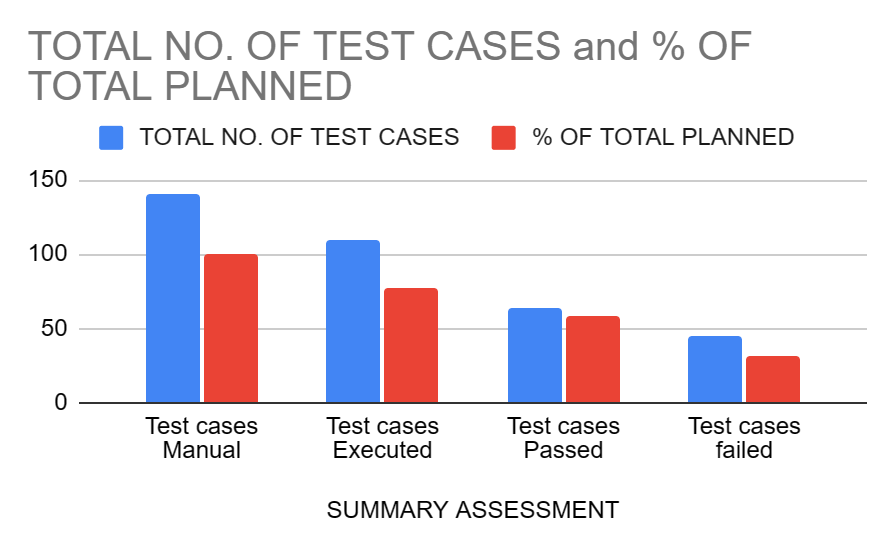 TOTAL NO. OF TEST CASES and % OF
TOTAL PLANNED
TOTAL NO. OF TEST CASES
% OF TOTAL PLANNED
150
100
50
0
Test cases
Manual
Test cases
Executed
Test cases
Passed
Test cases
failed
SUMMARY ASSESSMENT